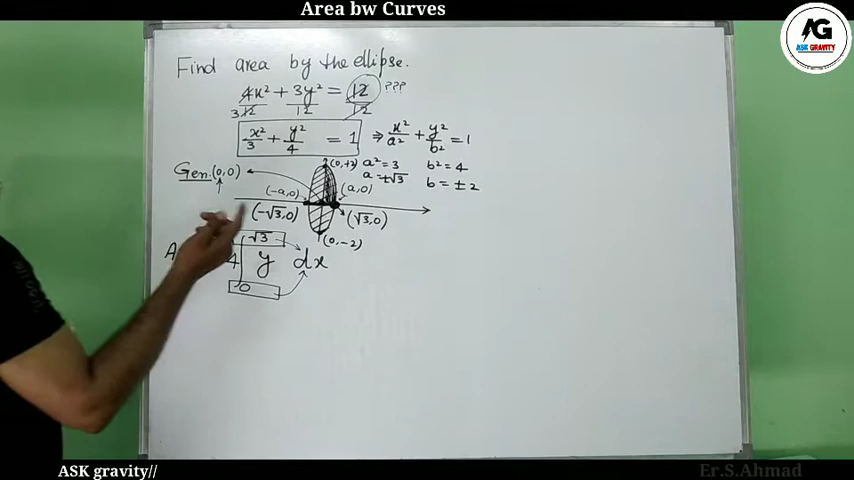 Area bw Curves
AG
ASK GRAVITY
Find area by the ellipse.
4x² + 3y² = 12 ???
3 12 12 12
x²/3 + y²/4 = 1 ⇒ x²/a² + y²/b² = 1
Gen. (0,0)
(0,+2) a² = 3 b² = 4
a = ±√3 b = ±2
(-a,0) (a,0)
(-√3,0) (√3,0)
(0,-2)
A
√3
4 y dx
0
ASK gravity//
Er.S.Ahmad